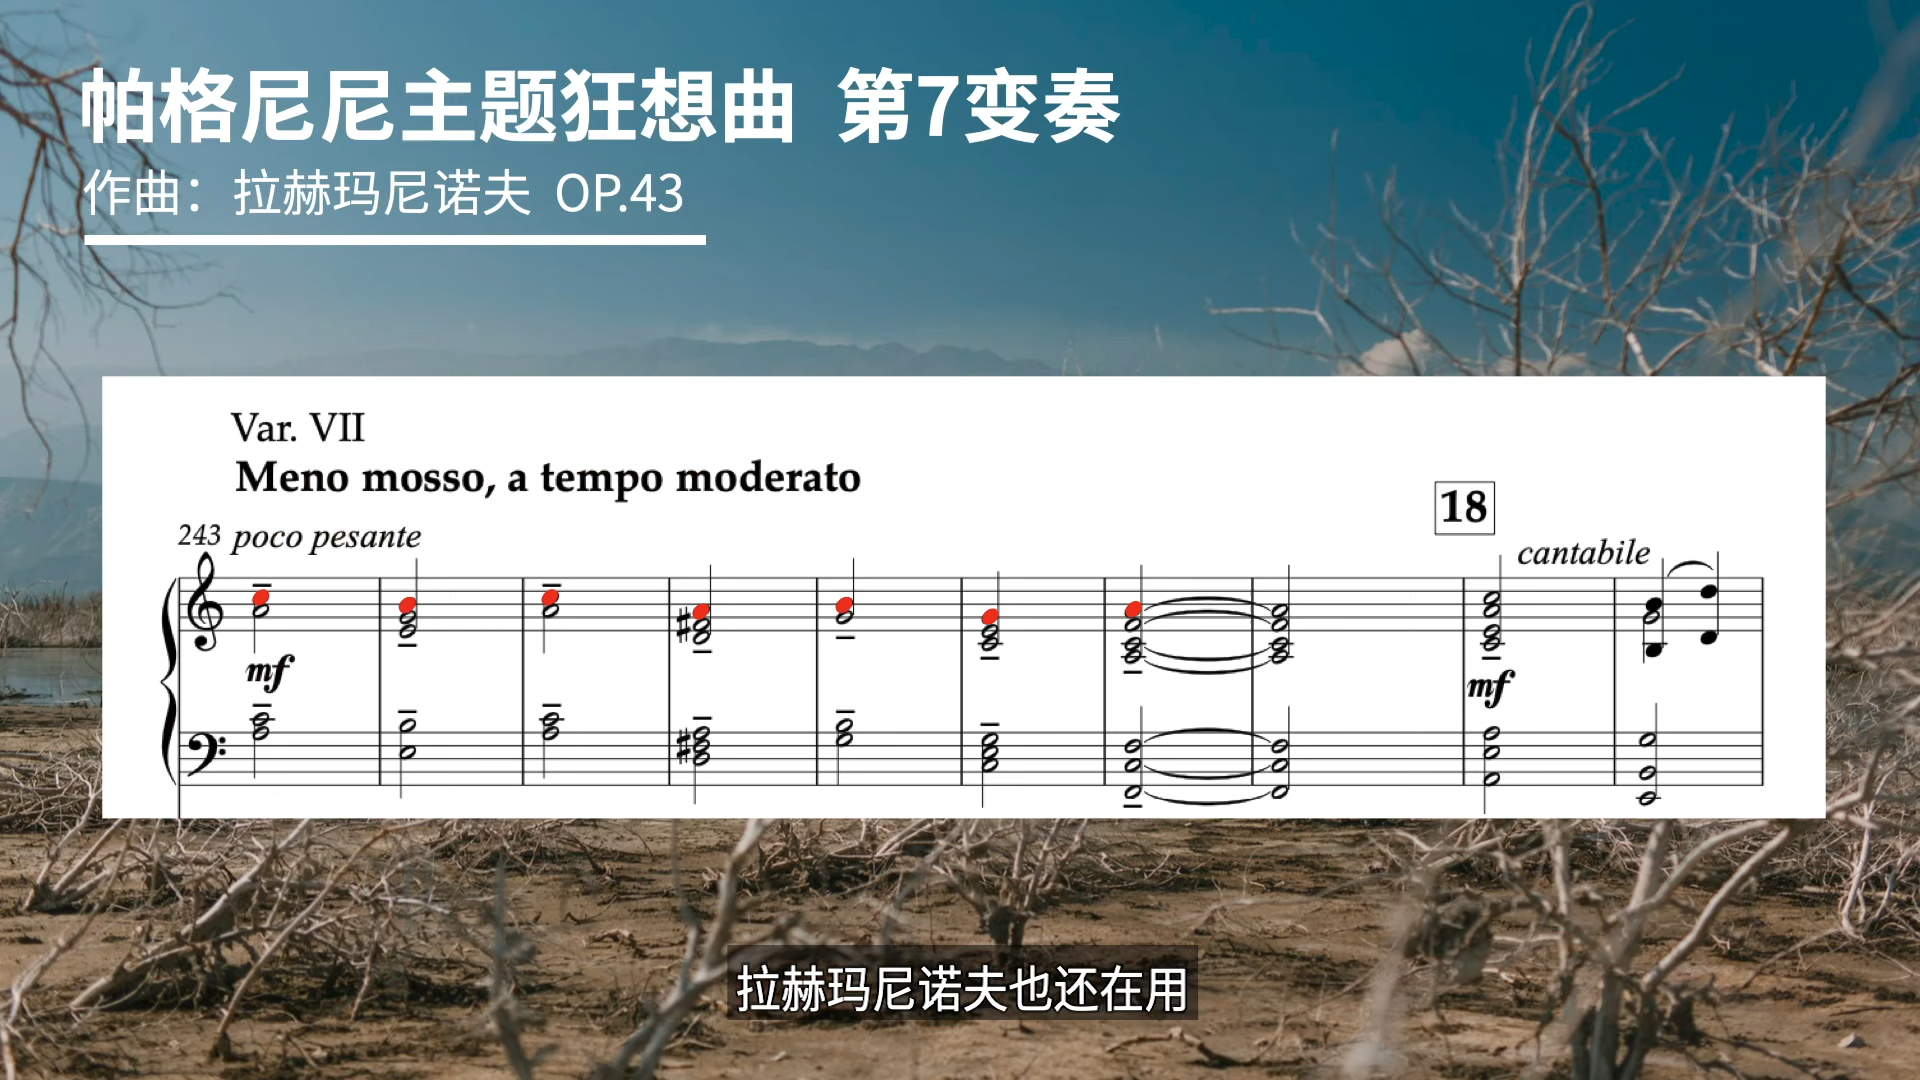 帕格尼尼主题狂想曲 第7变奏
作曲：拉赫玛尼诺夫 OP.43
Var. VII
Meno mosso, a tempo moderato
18
243 poco pesante
cantabile
mf
mf
拉赫玛尼诺夫也还在用